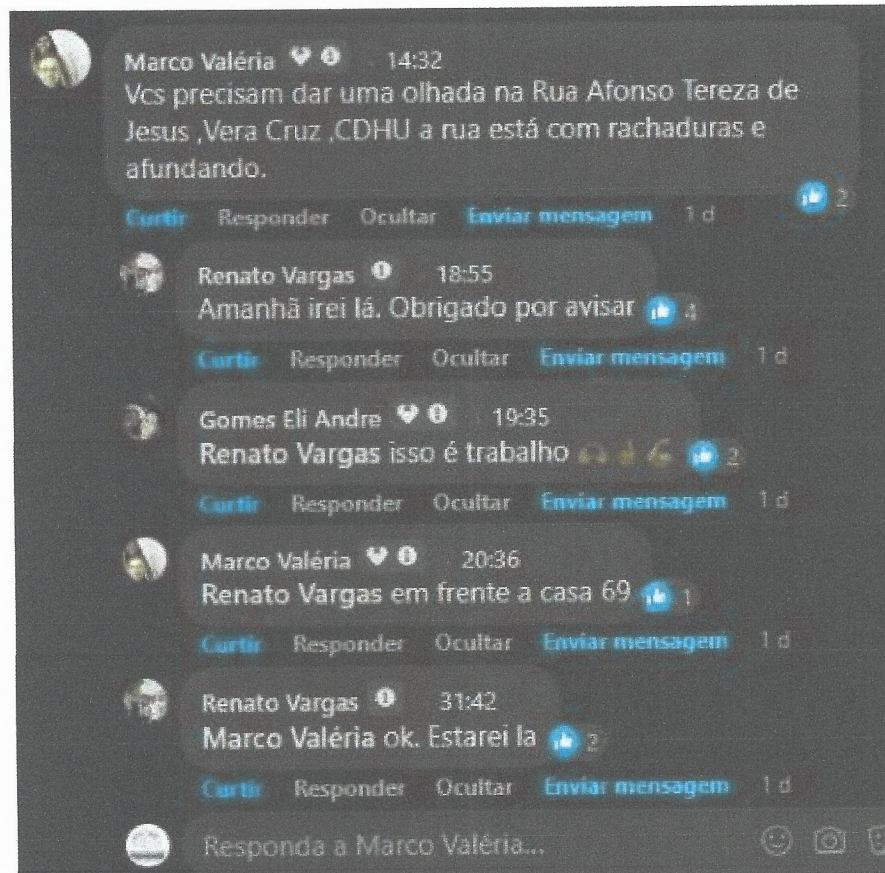 Marco Valéria 14:32
Vcs precisam dar uma olhada na Rua Afonso Tereza de
Jesus ,Vera Cruz ,CDHU a rua está com rachaduras e
afundando.
2
Curtir Responder Ocultar Enviar mensagem 1 d
Renato Vargas 18:55
Amanhã irei lá. Obrigado por avisar 4
Curtir Responder Ocultar Enviar mensagem 1 d
Gomes Eli Andre 19:35
Renato Vargas isso é trabalho 2
Curtir Responder Ocultar Enviar mensagem 1 d
Marco Valéria 20:36
Renato Vargas em frente a casa 69 1
Curtir Responder Ocultar Enviar mensagem 1 d
Renato Vargas 31:42
Marco Valéria ok. Estarei la 2
Curtir Responder Ocultar Enviar mensagem 1 d
Responda a Marco Valéria...